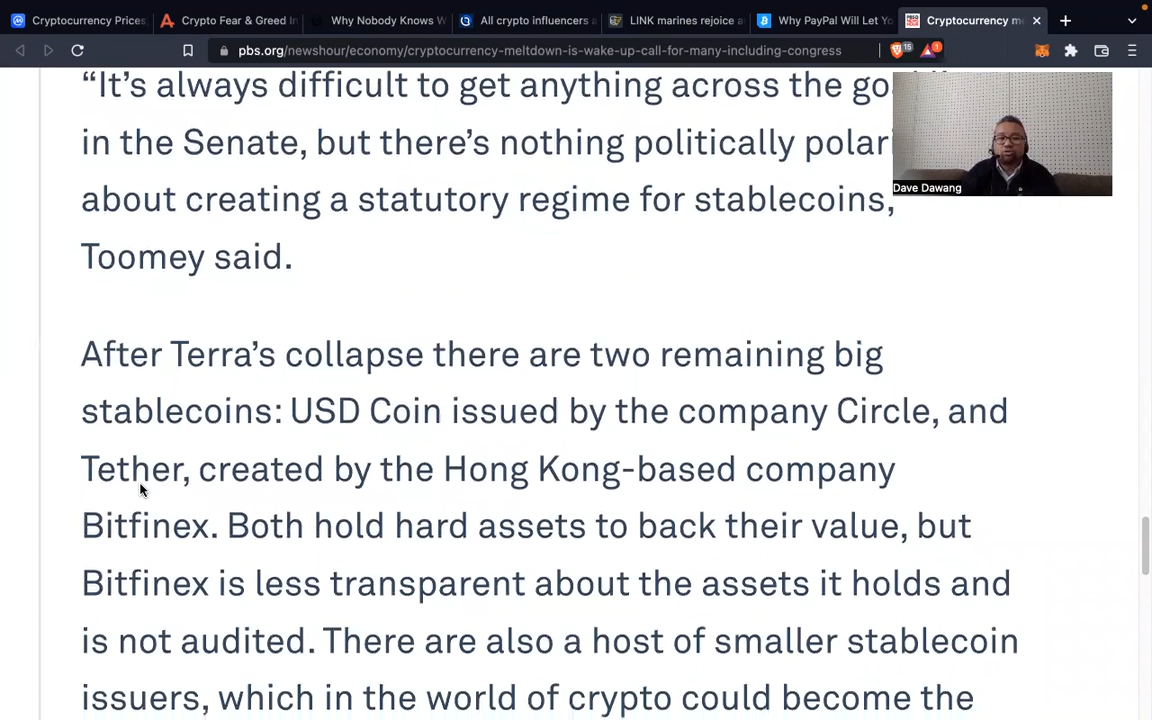 Cryptocurrency Prices,
Crypto Fear & Greed In
Why Nobody Knows W
All crypto influencers a
LINK marines rejoice a
Why PayPal Will Let Yo
Cryptocurrency m
pbs.org/newshour/economy/cryptocurrency-meltdown-is-wake-up-call-for-many-including-congress
15
1
“It’s always difficult to get anything across the go
in the Senate, but there’s nothing politically polari
about creating a statutory regime for stablecoins,
Toomey said.
Dave Dawang
After Terra’s collapse there are two remaining big
stablecoins: USD Coin issued by the company Circle, and
Tether, created by the Hong Kong-based company
Bitfinex. Both hold hard assets to back their value, but
Bitfinex is less transparent about the assets it holds and
is not audited. There are also a host of smaller stablecoin
issuers, which in the world of crypto could become the